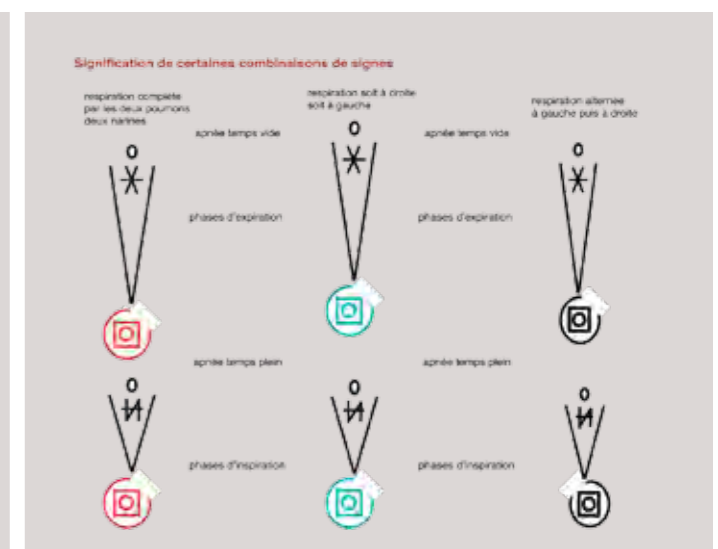 Signification de certaines combinaisons de signes
respiration complète
par les deux poumons
deux narines
respiration soit à droite
soit à gauche
respiration alternée
à gauche puis à droite
apnée temps vide
apnée temps vide
O
O
O
phases d'expiration
phases d'expiration
apnée temps plein
apnée temps plein
O
O
O
phases d'inspiration
phases d'inspiration